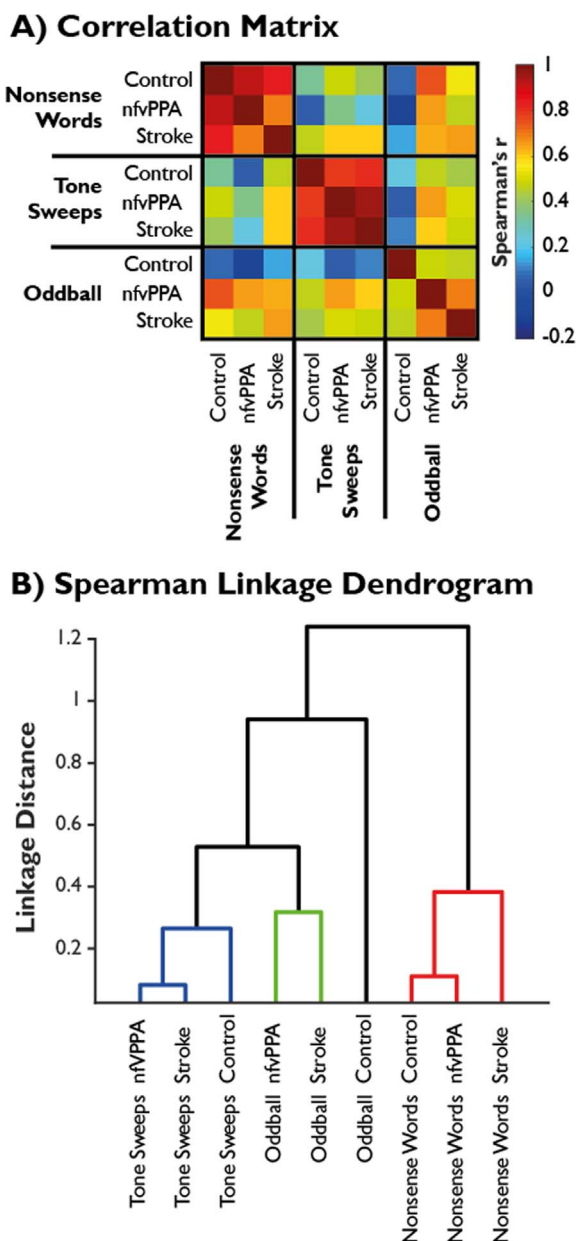 A) Correlation Matrix
Nonsense
Words
Control
nfvPPA
Stroke
Tone
Sweeps
Control
nfvPPA
Stroke
Oddball
Control
nfvPPA
Stroke
1
0.8
0.6
0.4
0.2
0
-0.2
Spearman's r
Control
nfvPPA
Stroke
Control
nfvPPA
Stroke
Control
nfvPPA
Stroke
Nonsense
Words
Tone
Sweeps
Oddball
B) Spearman Linkage Dendrogram
1.2
1
0.8
0.6
0.4
0.2
Linkage Distance
Tone Sweeps nfVPPA
Tone Sweeps Stroke
Tone Sweeps Control
Oddball nfvPPA
Oddball Stroke
Oddball Control
Nonsense Words Control
Nonsense Words nfvPPA
Nonsense Words Stroke